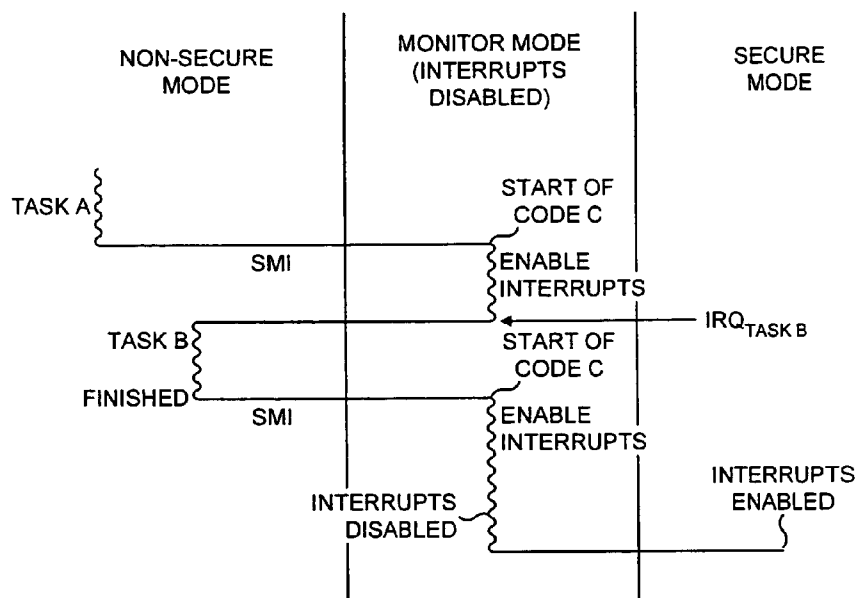 NON-SECURE
MODE
MONITOR MODE
(INTERRUPTS
DISABLED)
SECURE
MODE
TASK A
SMI
START OF
CODE C
ENABLE
INTERRUPTS
TASK B
IRQTASK B
START OF
CODE C
FINISHED
SMI
ENABLE
INTERRUPTS
INTERRUPTS
DISABLED
INTERRUPTS
ENABLED